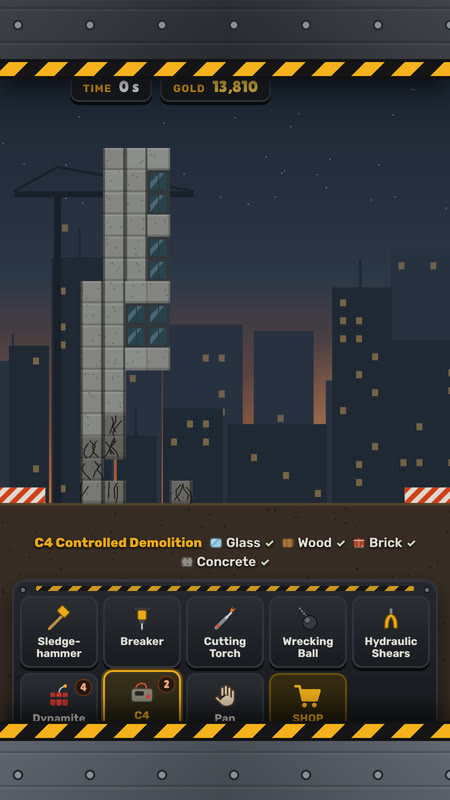 TIME 0 s GOLD 13,810
C4 Controlled Demolition Glass ✓ Wood ✓ Brick ✓
Concrete ✓
Sledge-
hammer
Breaker
Cutting
Torch
Wrecking
Ball
Hydraulic
Shears
4
Dynamite
2
C4
Pan
SHOP